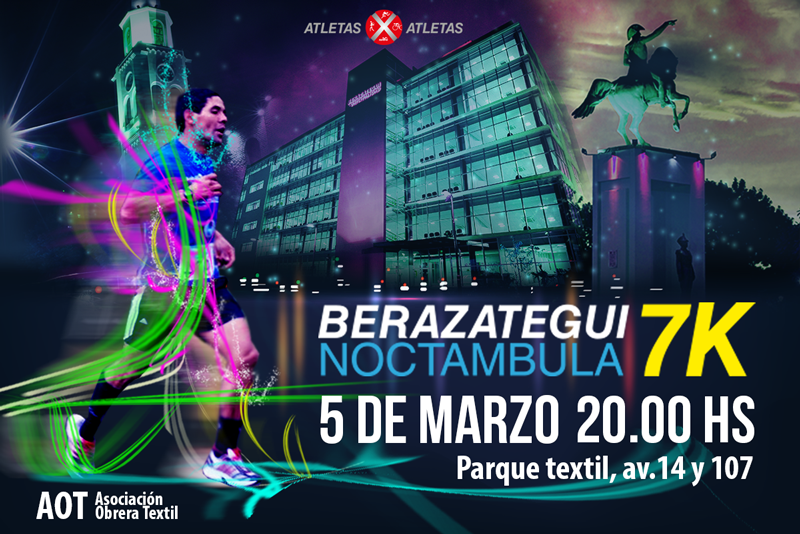 ATLETAS X ATLETAS
BERAZATEGUI
NOCTAMBULA
7K
5 DE MARZO 20.00 HS
Parque textil, av.14 y 107
AOT Asociación
Obrera Textil